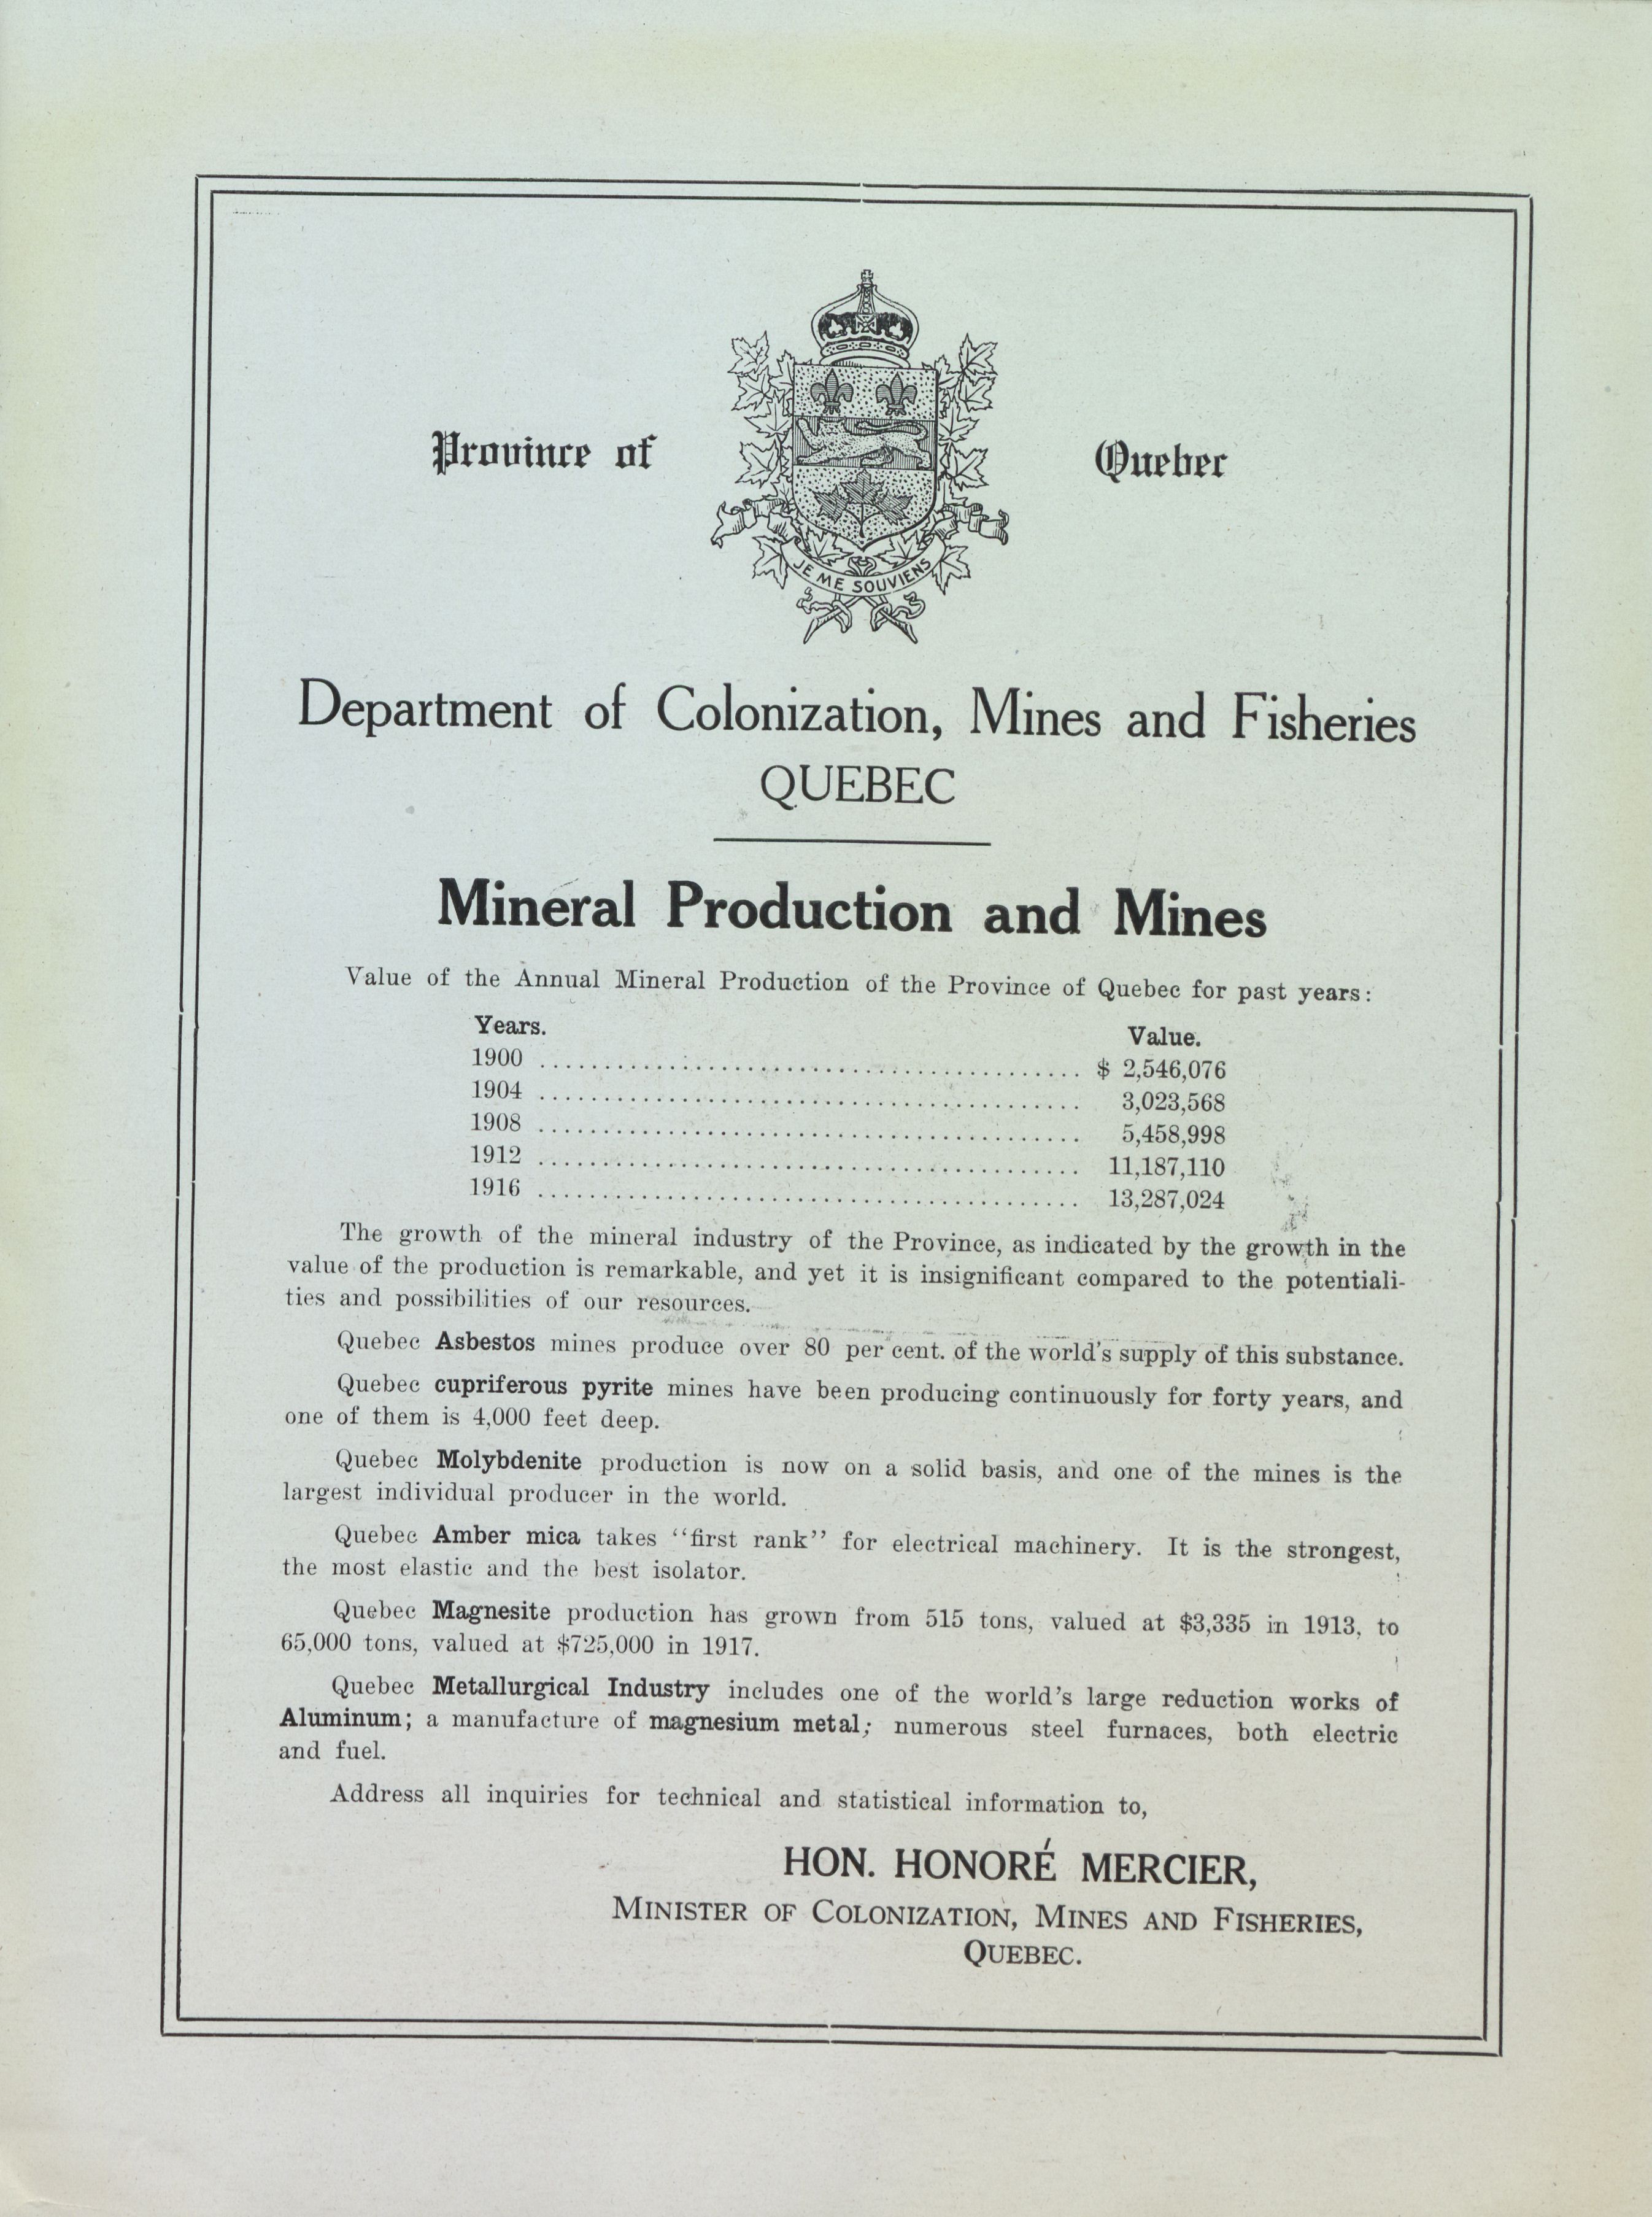 Province of Quebec
JE ME SOUVIENS
Department of Colonization, Mines and Fisheries
QUEBEC
Mineral Production and Mines
Value of the Annual Mineral Production of the Province of Quebec for past years:
Years. Value.
1900 ........................................... $ 2,546,076
1904 ........................................... 3,023,568
1908 ........................................... 5,458,998
1912 ........................................... 11,187,110
1916 ........................................... 13,287,024
The growth of the mineral industry of the Province, as indicated by the growth in the
value of the production is remarkable, and yet it is insignificant compared to the potentiali-
ties and possibilities of our resources.
Quebec Asbestos mines produce over 80 per cent. of the world's supply of this substance.
Quebec cupriferous pyrite mines have been producing continuously for forty years, and
one of them is 4,000 feet deep.
Quebec Molybdenite production is now on a solid basis, and one of the mines is the
largest individual producer in the world.
Quebec Amber mica takes "first rank" for electrical machinery. It is the strongest,
the most elastic and the best isolator.
Quebec Magnesite production has grown from 515 tons, valued at $3,335 in 1913, to
65,000 tons, valued at $725,000 in 1917.
Quebec Metallurgical Industry includes one of the world's large reduction works of
Aluminum; a manufacture of magnesium metal; numerous steel furnaces, both electric
and fuel.
Address all inquiries for technical and statistical information to,
HON. HONORÉ MERCIER,
MINISTER OF COLONIZATION, MINES AND FISHERIES,
QUEBEC.